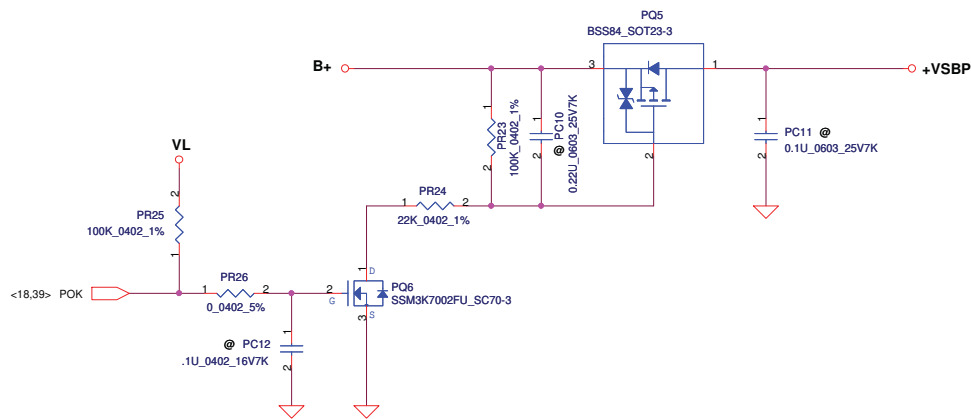 PQ5
BSS84_SOT23-3
B+
3
1
+VSBP
1
2
PR23
100K_0402_1%
1
2
@ PC10
0.22U_0603_25V7K
2
1
2
PC11 @
0.1U_0603_25V7K
VL
2
PR25
100K_0402_1%
1
PR24
1
2
22K_0402_1%
<18,39> POK
PR26
1
2
0_0402_5%
1
D
2
G
PQ6
SSM3K7002FU_SC70-3
3
S
1
@ PC12
.1U_0402_16V7K
2